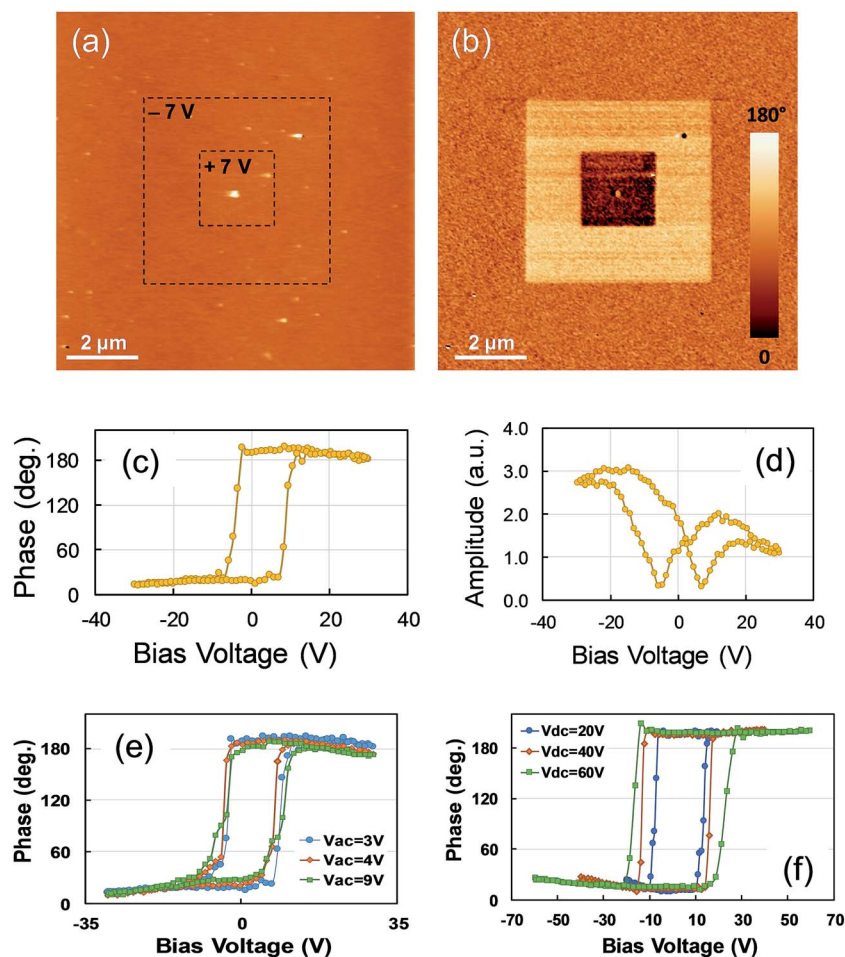 (a)
– 7 V
+ 7 V
2 µm
(b)
180°
0
2 µm
(c)
Phase (deg.)
180
120
60
0
-40 -20 0 20 40
Bias Voltage (V)
(d)
Amplitude (a.u.)
4.0
3.0
2.0
1.0
0.0
-40 -20 0 20 40
Bias Voltage (V)
(e)
Phase (deg.)
180
120
60
0
Vac=3V
Vac=4V
Vac=9V
-35 0 35
Bias Voltage (V)
(f)
Phase (deg.)
180
120
60
0
Vdc=20V
Vdc=40V
Vdc=60V
-70 -50 -30 -10 10 30 50 70
Bias Voltage (V)